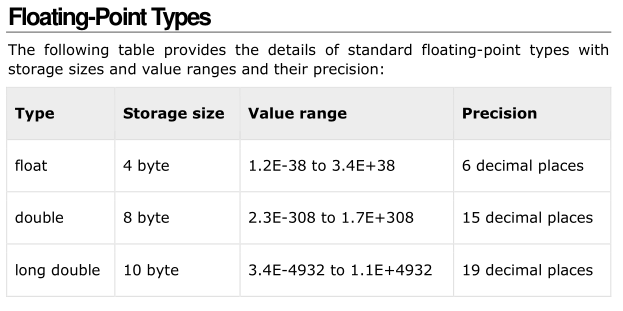 Floating-Point Types
The following table provides the details of standard floating-point types with
storage sizes and value ranges and their precision:
Type Storage size Value range Precision
float 4 byte 1.2E-38 to 3.4E+38 6 decimal places
double 8 byte 2.3E-308 to 1.7E+308 15 decimal places
long double 10 byte 3.4E-4932 to 1.1E+4932 19 decimal places